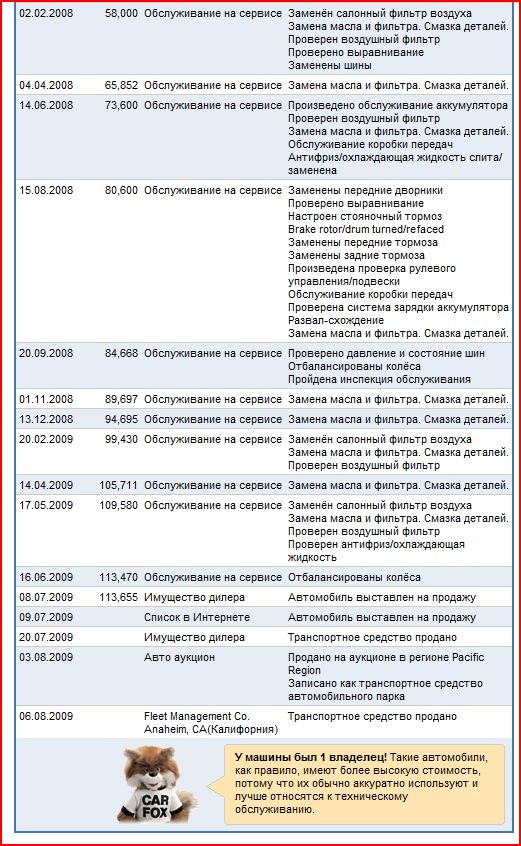 02.02.2008 58,000 Обслуживание на сервисе Заменён салонный фильтр воздуха
Замена масла и фильтра. Смазка деталей.
Проверен воздушный фильтр
Проверено выравнивание
Заменены шины
04.04.2008 65,852 Обслуживание на сервисе Замена масла и фильтра. Смазка деталей.
14.06.2008 73,600 Обслуживание на сервисе Произведено обслуживание аккумулятора
Проверен воздушный фильтр
Замена масла и фильтра. Смазка деталей.
Обслуживание коробки передач
Антифриз/охлаждающая жидкость слита/
заменена
15.08.2008 80,600 Обслуживание на сервисе Заменены передние дворники
Проверено выравнивание
Настроен стояночный тормоз
Brake rotor/drum turned/refaced
Заменены передние тормоза
Заменены задние тормоза
Произведена проверка рулевого
управления/подвески
Обслуживание коробки передач
Проверена система зарядки аккумулятора
Развал-схождение
Замена масла и фильтра. Смазка деталей.
20.09.2008 84,668 Обслуживание на сервисе Проверено давление и состояние шин
Отбалансированы колёса
Пройдена инспекция обслуживания
01.11.2008 89,697 Обслуживание на сервисе Замена масла и фильтра. Смазка деталей.
13.12.2008 94,695 Обслуживание на сервисе Замена масла и фильтра. Смазка деталей.
20.02.2009 99,430 Обслуживание на сервисе Заменён салонный фильтр воздуха
Замена масла и фильтра. Смазка деталей.
Проверен воздушный фильтр
14.04.2009 105,711 Обслуживание на сервисе Замена масла и фильтра. Смазка деталей.
17.05.2009 109,580 Обслуживание на сервисе Заменён салонный фильтр воздуха
Замена масла и фильтра. Смазка деталей.
Проверен воздушный фильтр
Проверен антифриз/охлаждающая
жидкость
16.06.2009 113,470 Обслуживание на сервисе Отбалансированы колёса
08.07.2009 113,655 Имущество дилера Автомобиль выставлен на продажу
09.07.2009 Список в Интернете Автомобиль выставлен на продажу
20.07.2009 Имущество дилера Транспортное средство продано
03.08.2009 Авто аукцион Продано на аукционе в регионе Pacific
Region
Записано как транспортное средство
автомобильного парка
06.08.2009 Fleet Management Co. Транспортное средство продано
Anaheim, CA(Калифорния)
У машины был 1 владелец! Такие автомобили,
как правило, имеют более высокую стоимость,
потому что их обычно аккуратно используют и
лучше относятся к техническому
обслуживанию.
CAR
FOX